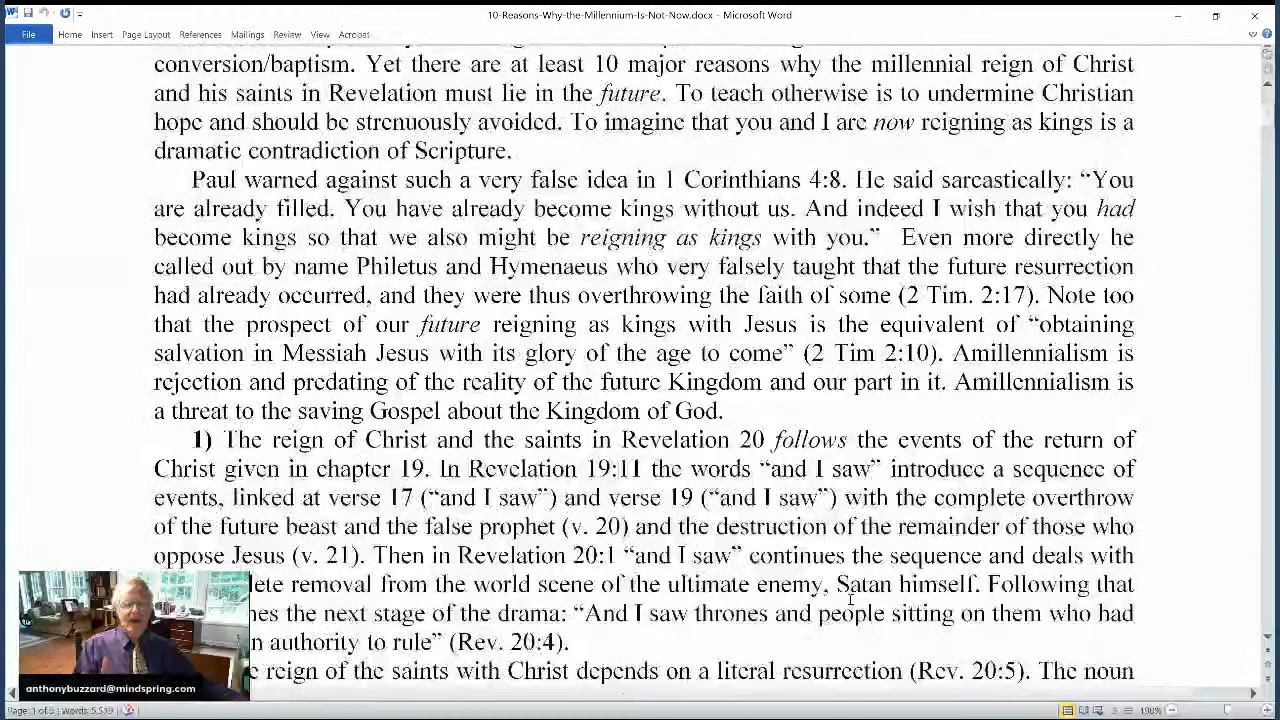 10-Reasons-Why-the-Millennium-Is-Not-Now.docx - Microsoft Word
File Home Insert Page Layout References Mailings Review View Acrobat
conversion/baptism. Yet there are at least 10 major reasons why the millennial reign of Christ
and his saints in Revelation must lie in the future. To teach otherwise is to undermine Christian
hope and should be strenuously avoided. To imagine that you and I are now reigning as kings is a
dramatic contradiction of Scripture.
Paul warned against such a very false idea in 1 Corinthians 4:8. He said sarcastically: “You
are already filled. You have already become kings without us. And indeed I wish that you had
become kings so that we also might be reigning as kings with you.” Even more directly he
called out by name Philetus and Hymenaeus who very falsely taught that the future resurrection
had already occurred, and they were thus overthrowing the faith of some (2 Tim. 2:17). Note too
that the prospect of our future reigning as kings with Jesus is the equivalent of “obtaining
salvation in Messiah Jesus with its glory of the age to come” (2 Tim 2:10). Amillennialism is
rejection and predating of the reality of the future Kingdom and our part in it. Amillennialism is
a threat to the saving Gospel about the Kingdom of God.
1) The reign of Christ and the saints in Revelation 20 follows the events of the return of
Christ given in chapter 19. In Revelation 19:11 the words “and I saw” introduce a sequence of
events, linked at verse 17 (“and I saw”) and verse 19 (“and I saw”) with the complete overthrow
of the future beast and the false prophet (v. 20) and the destruction of the remainder of those who
oppose Jesus (v. 21). Then in Revelation 20:1 “and I saw” continues the sequence and deals with
lete removal from the world scene of the ultimate enemy, Satan himself. Following that
nes the next stage of the drama: “And I saw thrones and people sitting on them who had
n authority to rule” (Rev. 20:4).
e reign of the saints with Christ depends on a literal resurrection (Rev. 20:5). The noun
anthonybuzzard@mindspring.com
Page: 1 of 9 Words: 5,519 190%